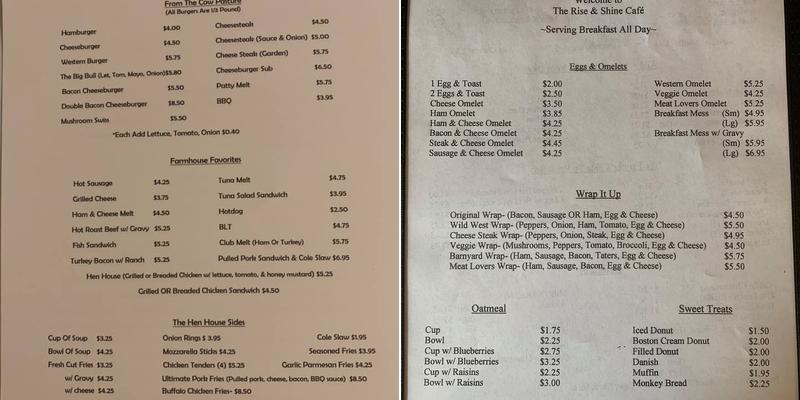 From The Cow Pasture
(All Burgers Are 1/3 Pound)
Hamburger $4.00
Cheeseburger $4.50
Western Burger $5.75
The Big Bull (Let, Tom, Mayo, Onion)$5.80
Bacon Cheeseburger $5.50
Double Bacon Cheeseburger $8.50
Mushroom Swiss $5.50
Cheesesteak $4.50
Cheesesteak (Sauce & Onion) $5.00
Cheese Steak (Garden) $5.75
Cheeseburger Sub $6.50
Patty Melt $5.75
BBQ $3.95
*Each Add Lettuce, Tomato, Onion $0.40
Farmhouse Favorites
Hot Sausage $4.25
Grilled Cheese $3.75
Ham & Cheese Melt $4.50
Hot Roast Beef w/ Gravy $5.25
Fish Sandwich $5.25
Turkey Bacon w/ Ranch $5.25
Tuna Melt $4.75
Tuna Salad Sandwich $3.95
Hotdog $2.50
BLT $4.75
Club Melt (Ham Or Turkey) $5.75
Pulled Pork Sandwich & Cole Slaw $6.95
Hen House (Grilled or Breaded Chicken w/ lettuce, tomato, & honey mustard) $5.25
Grilled OR Breaded Chicken Sandwich $4.50
The Hen House Sides
Cup Of Soup $3.25
Bowl Of Soup $4.25
Fresh Cut Fries $3.25
w/ Gravy $4.25
w/ cheese $4.25
Onion Rings $ 3.95
Mozzarella Sticks $4.25
Chicken Tenders (4) $5.25
Ultimate Pork Fries (Pulled pork, cheese, bacon, BBQ sauce) $8.50
Buffalo Chicken Fries- $8.50
Cole Slaw $1.95
Seasoned Fries $3.95
Garlic Parmesan Fries $4.25
Welcome to
The Rise & Shine Café
~Serving Breakfast All Day~
Eggs & Omelets
1 Egg & Toast $2.00
2 Eggs & Toast $2.50
Cheese Omelet $3.50
Ham Omelet $3.85
Ham & Cheese Omelet $4.25
Bacon & Cheese Omelet $4.25
Steak & Cheese Omelet $4.45
Sausage & Cheese Omelet $4.25
Western Omelet $5.25
Veggie Omelet $4.25
Meat Lovers Omelet $5.25
Breakfast Mess (Sm) $4.95
(Lg) $5.95
Breakfast Mess w/ Gravy
(Sm) $5.95
(Lg) $6.95
Wrap It Up
Original Wrap- (Bacon, Sausage OR Ham, Egg & Cheese) $4.50
Wild West Wrap- (Peppers, Onion, Ham, Tomato, Egg & Cheese) $5.50
Cheese Steak Wrap- (Peppers, Onion, Steak, Egg & Cheese) $4.95
Veggie Wrap- (Mushrooms, Peppers, Tomato, Broccoli, Egg & Cheese) $4.50
Barnyard Wrap- (Ham, Sausage, Bacon, Taters, Egg & Cheese) $5.75
Meat Lovers Wrap- (Ham, Sausage, Bacon, Egg & Cheese) $5.50
Oatmeal
Cup $1.75
Bowl $2.25
Cup w/ Blueberries $2.75
Bowl w/ Blueberries $3.25
Cup w/ Raisins $2.25
Bowl w/ Raisins $3.00
Sweet Treats
Iced Donut $1.50
Boston Cream Donut $2.00
Filled Donut $2.00
Danish $2.00
Muffin $1.95
Monkey Bread $2.25